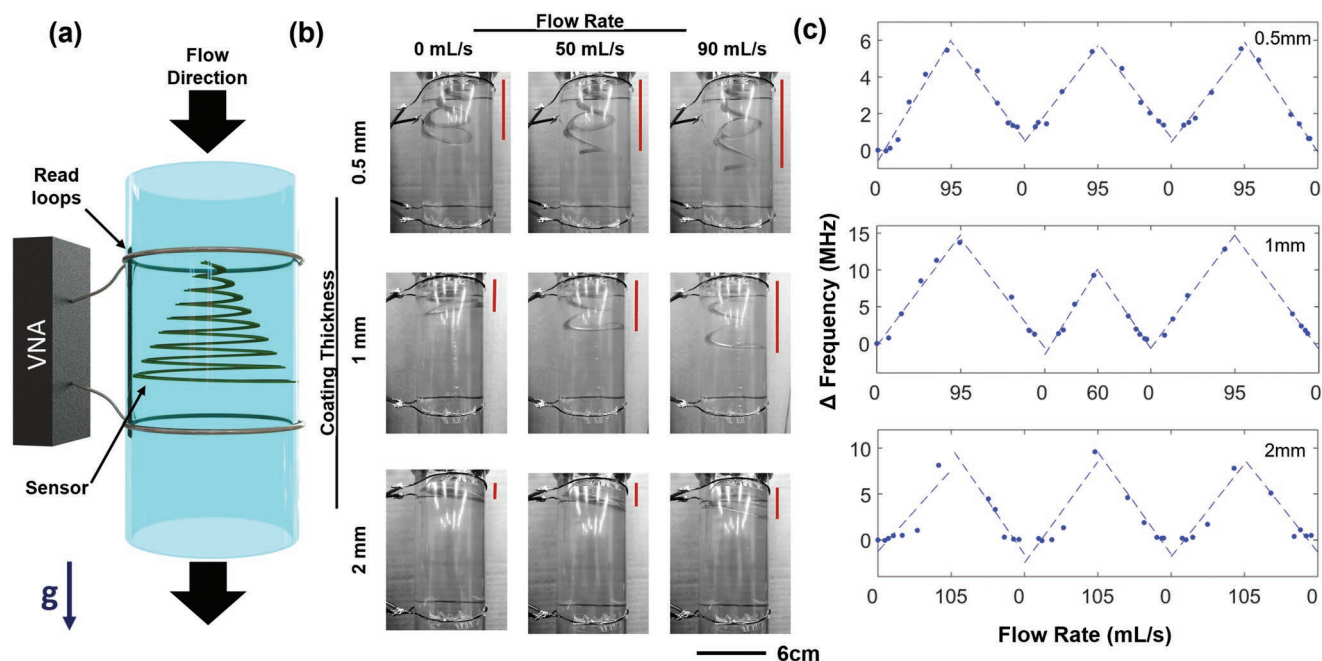 (a)
Flow
Direction
Read
loops
VNA
Sensor
g
(b)
Flow Rate
0 mL/s 50 mL/s 90 mL/s
Coating Thickness
0.5 mm
1 mm
2 mm
6cm
(c)
Δ Frequency (MHz)
0.5mm
6
4
2
0
0 95 0 95 0 95 0
1mm
15
10
5
0
0 95 0 60 0 95 0
2mm
10
5
0
0 105 0 105 0 105 0
Flow Rate (mL/s)